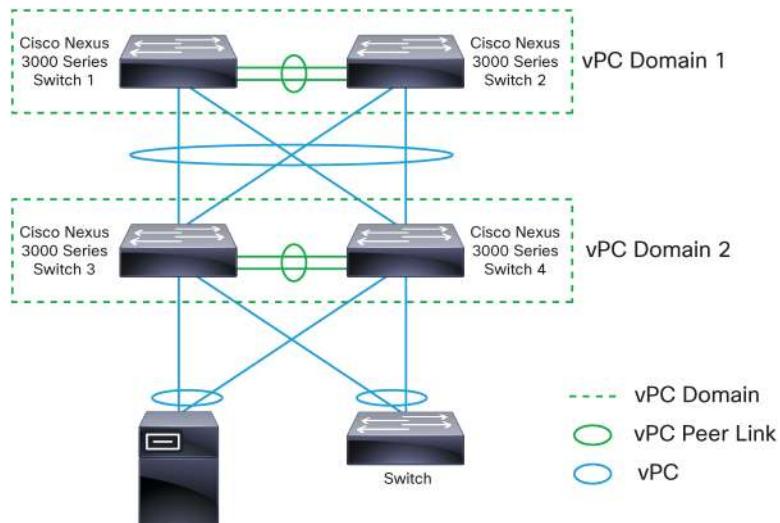 Cisco Nexus
3000 Series
Switch 1
Cisco Nexus
3000 Series
Switch 2
vPC Domain 1
Cisco Nexus
3000 Series
Switch 3
Cisco Nexus
3000 Series
Switch 4
vPC Domain 2
Switch
vPC Domain
vPC Peer Link
vPC